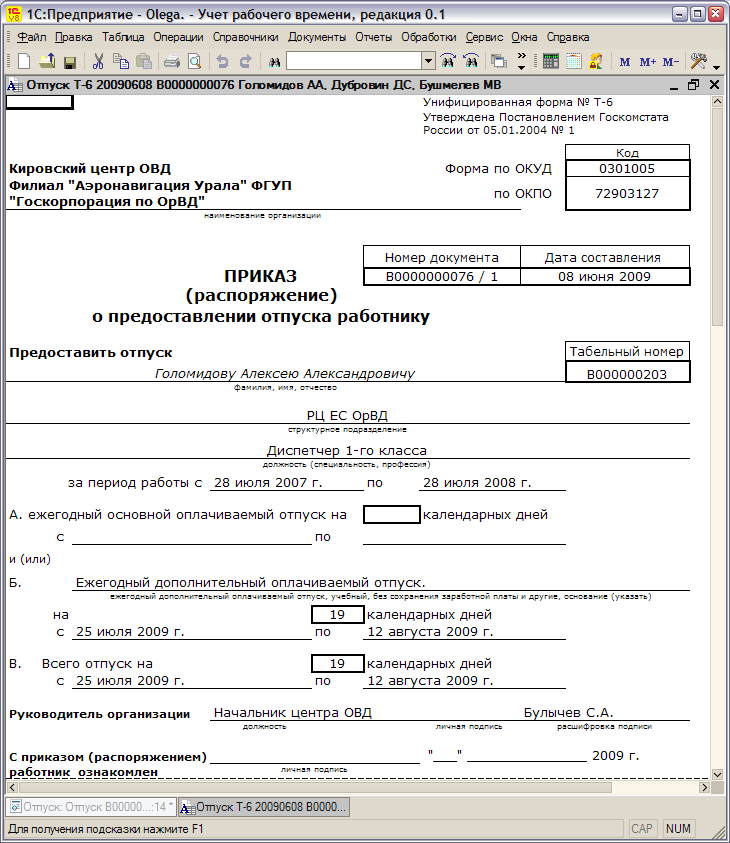 1С:Предприятие - Olega. - Учет рабочего времени, редакция 0.1
Файл Правка Таблица Операции Справочники Документы Отчеты Обработки Сервис Окна Справка
M M+ M-
Отпуск Т-6 20090608 В0000000076 Голомидов АА, Дубровин ДС, Бушмелев МВ
Унифицированная форма № Т-6
Утверждена Постановлением Госкомстата
России от 05.01.2004 № 1
Код
Кировский центр ОВД Форма по ОКУД 0301005
Филиал "Аэронавигация Урала" ФГУП
"Госкорпорация по ОрВД" по ОКПО 72903127
наименование организации
Номер документа Дата составления
ПРИКАЗ В0000000076 / 1 08 июня 2009
(распоряжение)
о предоставлении отпуска работнику
Предоставить отпуск Табельный номер
Голомидову Алексею Александровичу В000000203
фамилия, имя, отчество
РЦ ЕС ОрВД
структурное подразделение
Диспетчер 1-го класса
должность (специальность, профессия)
за период работы с 28 июля 2007 г. по 28 июля 2008 г.
А. ежегодный основной оплачиваемый отпуск на календарных дней
с по
и (или)
Б. Ежегодный дополнительный оплачиваемый отпуск.
ежегодный дополнительный оплачиваемый отпуск, учебный, без сохранения заработной платы и другие, основание (указать)
на 19 календарных дней
с 25 июля 2009 г. по 12 августа 2009 г.
В. Всего отпуск на 19 календарных дней
с 25 июля 2009 г. по 12 августа 2009 г.
Руководитель организации Начальник центра ОВД Булычев С.А.
должность личная подпись расшифровка подписи
С приказом (распоряжением) "___" 2009 г.
работник ознакомлен личная подпись
Отпуск: Отпуск В00000...:14 * Отпуск Т-6 20090608 В0000...
Для получения подсказки нажмите F1 CAP NUM